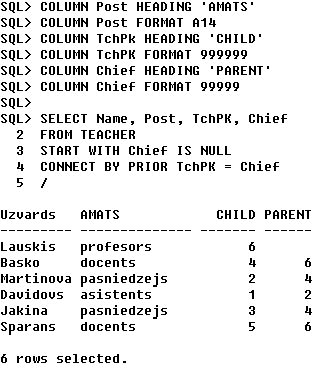 SQL> COLUMN Post HEADING 'AMATS'
SQL> COLUMN Post FORMAT A14
SQL> COLUMN TchPk HEADING 'CHILD'
SQL> COLUMN TchPK FORMAT 999999
SQL> COLUMN Chief HEADING 'PARENT'
SQL> COLUMN Chief FORMAT 99999
SQL>
SQL> SELECT Name, Post, TchPK, Chief
2 FROM TEACHER
3 START WITH Chief IS NULL
4 CONNECT BY PRIOR TchPK = Chief
5 /
Uzvards AMATS CHILD PARENT
--------- -------------- ------- ------
Lauskis profesors 6
Basko docents 4 6
Martinova pasniedzejs 2 4
Davidovs asistents 1 2
Jakina pasniedzejs 3 4
Sparans docents 5 6
6 rows selected.